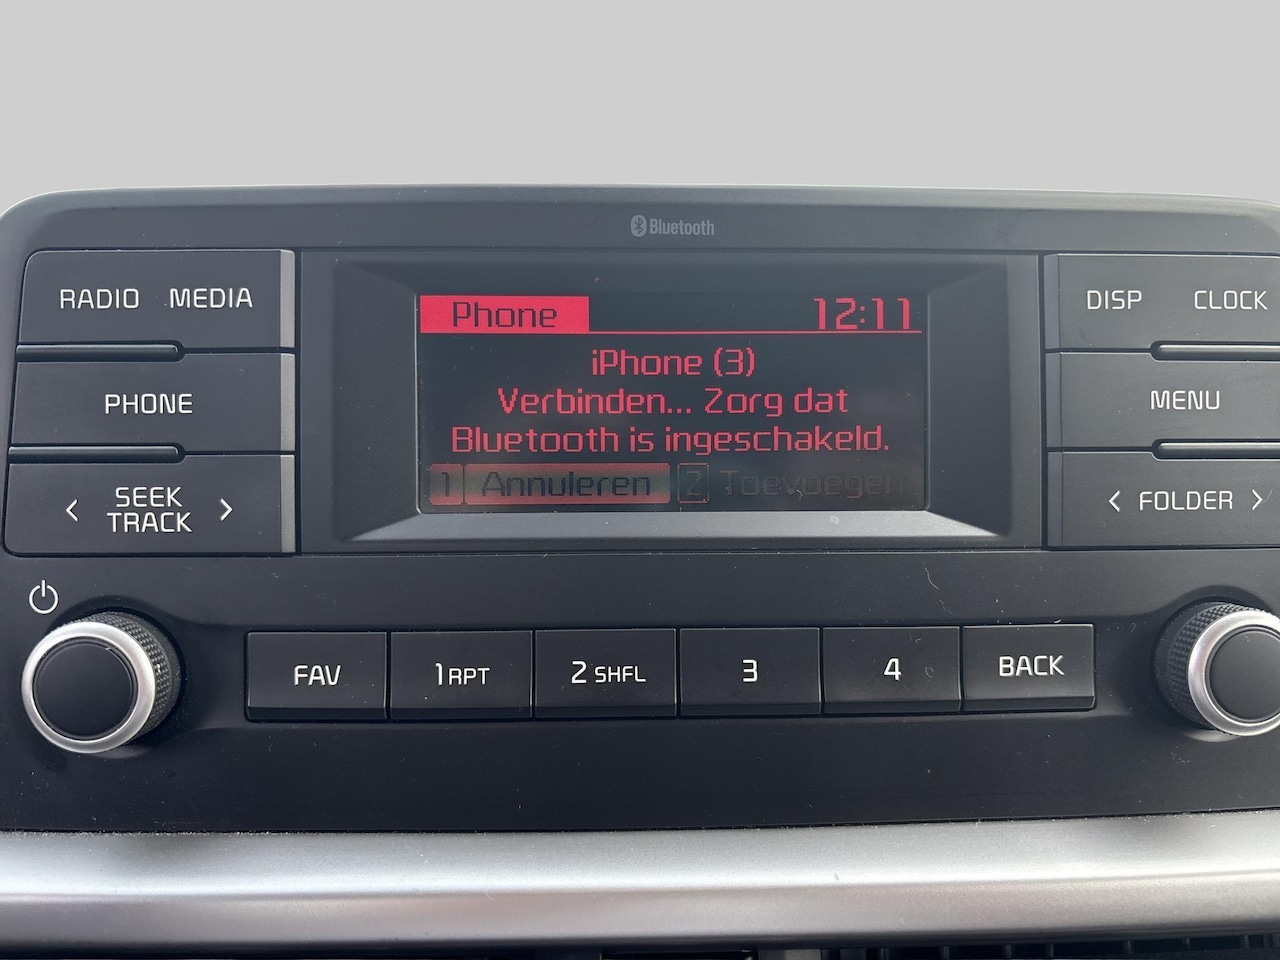 Bluetooth
RADIO MEDIA
PHONE
< SEEK TRACK >
Phone 12:11
iPhone (3)
Verbinden... Zorg dat
Bluetooth is ingeschakeld.
1 Annuleren 2 Toevoegen
DISP CLOCK
MENU
< FOLDER >
FAV 1 RPT 2 SHFL 3 4 BACK